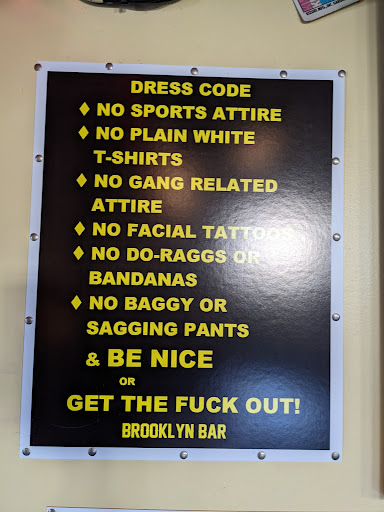 DRESS CODE
♦ NO SPORTS ATTIRE
♦ NO PLAIN WHITE
T-SHIRTS
♦ NO GANG RELATED
ATTIRE
♦ NO FACIAL TATTOOS
♦ NO DO-RAGGS OR
BANDANAS
♦ NO BAGGY OR
SAGGING PANTS
& BE NICE
OR
GET THE FUCK OUT!
BROOKLYN BAR